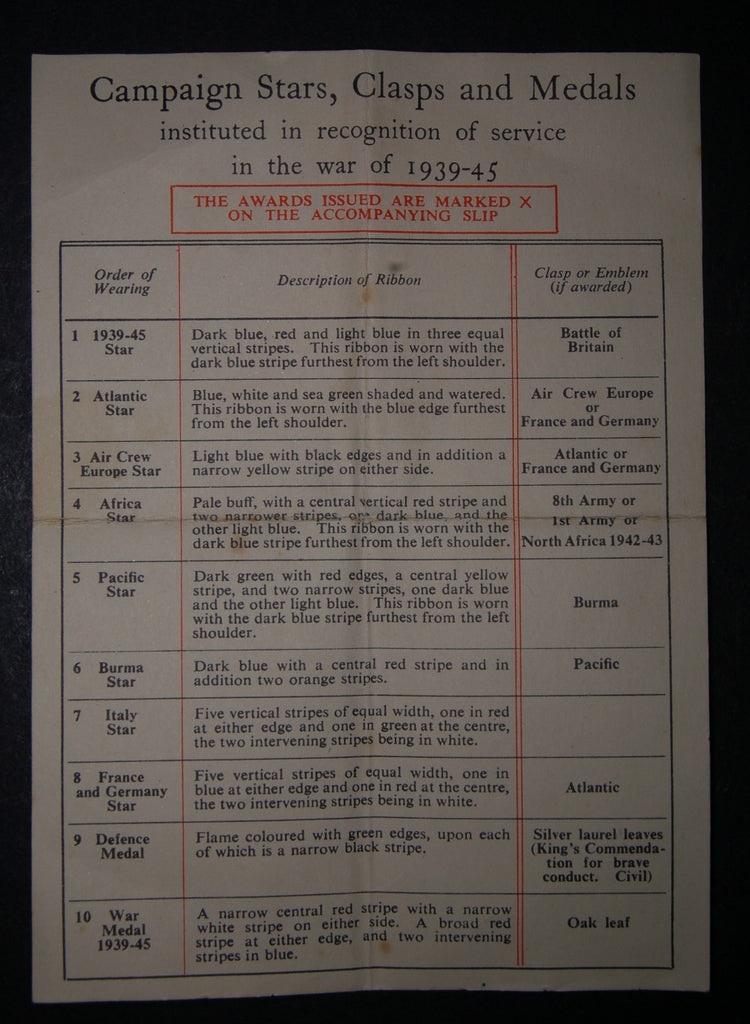 Campaign Stars, Clasps and Medals
instituted in recognition of service
in the war of 1939-45
THE AWARDS ISSUED ARE MARKED X
ON THE ACCOMPANYING SLIP
Order of
Wearing
Description of Ribbon
Clasp or Emblem
(if awarded)
1 1939-45
Star
Dark blue, red and light blue in three equal
vertical stripes. This ribbon is worn with the
dark blue stripe furthest from the left shoulder.
Battle of
Britain
2 Atlantic
Star
Blue, white and sea green shaded and watered.
This ribbon is worn with the blue edge furthest
from the left shoulder.
Air Crew Europe
or
France and Germany
3 Air Crew
Europe Star
Light blue with black edges and in addition a
narrow yellow stripe on either side.
Atlantic or
France and Germany
4 Africa
Star
Pale buff, with a central vertical red stripe and
two narrower stripes, one dark blue, and the
other light blue. This ribbon is worn with the
dark blue stripe furthest from the left shoulder.
8th Army or
1st Army or
North Africa 1942-43
5 Pacific
Star
Dark green with red edges, a central yellow
stripe, and two narrow stripes, one dark blue
and the other light blue. This ribbon is worn
with the dark blue stripe furthest from the left
shoulder.
Burma
6 Burma
Star
Dark blue with a central red stripe and in
addition two orange stripes.
Pacific
7 Italy
Star
Five vertical stripes of equal width, one in red
at either edge and one in green at the centre,
the two intervening stripes being in white.
8 France
and Germany
Star
Five vertical stripes of equal width, one in
blue at either edge and one in red at the centre,
the two intervening stripes being in white.
Atlantic
9 Defence
Medal
Flame coloured with green edges, upon each
of which is a narrow black stripe.
Silver laurel leaves
(King's Commenda-
tion for brave
conduct. Civil)
10 War
Medal
1939-45
A narrow central red stripe with a narrow
white stripe on either side. A broad red
stripe at either edge, and two intervening
stripes in blue.
Oak leaf